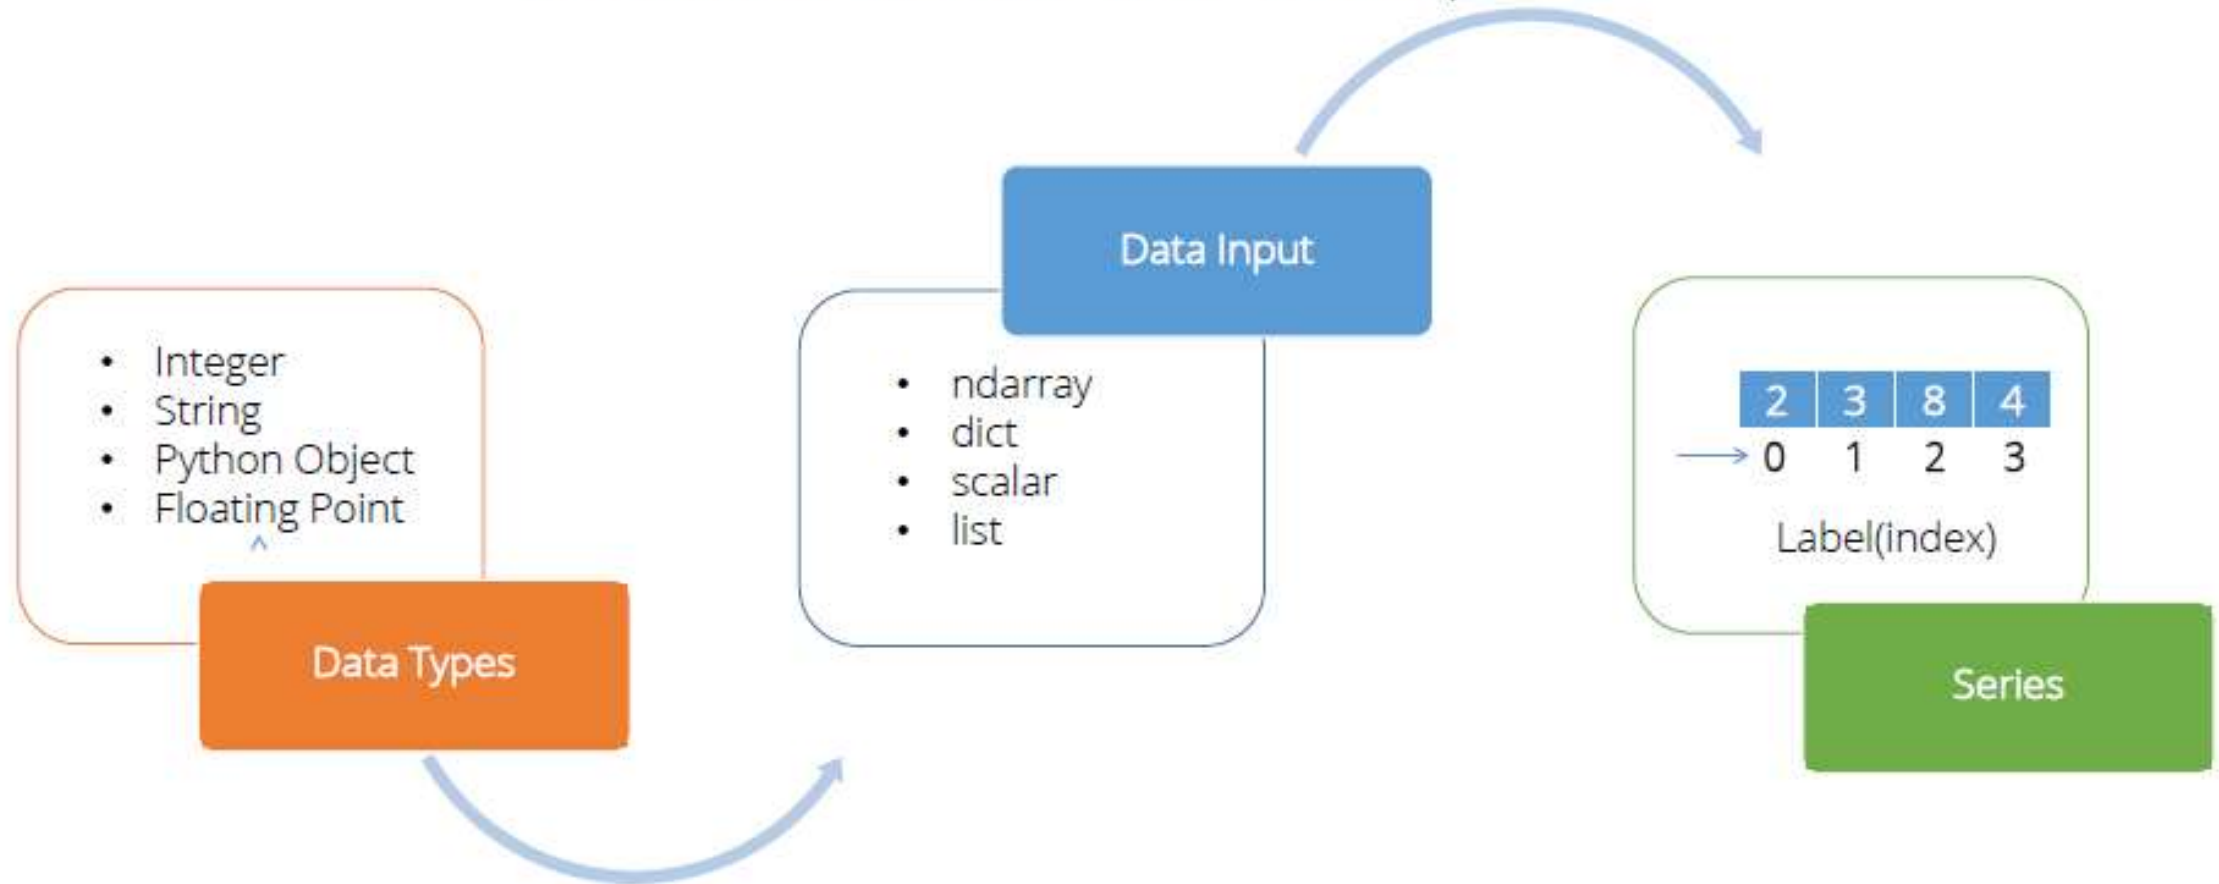 • Integer
• String
• Python Object
• Floating Point
Data Types
Data Input
• ndarray
• dict
• scalar
• list
2 3 8 4
0 1 2 3
Label(index)
Series